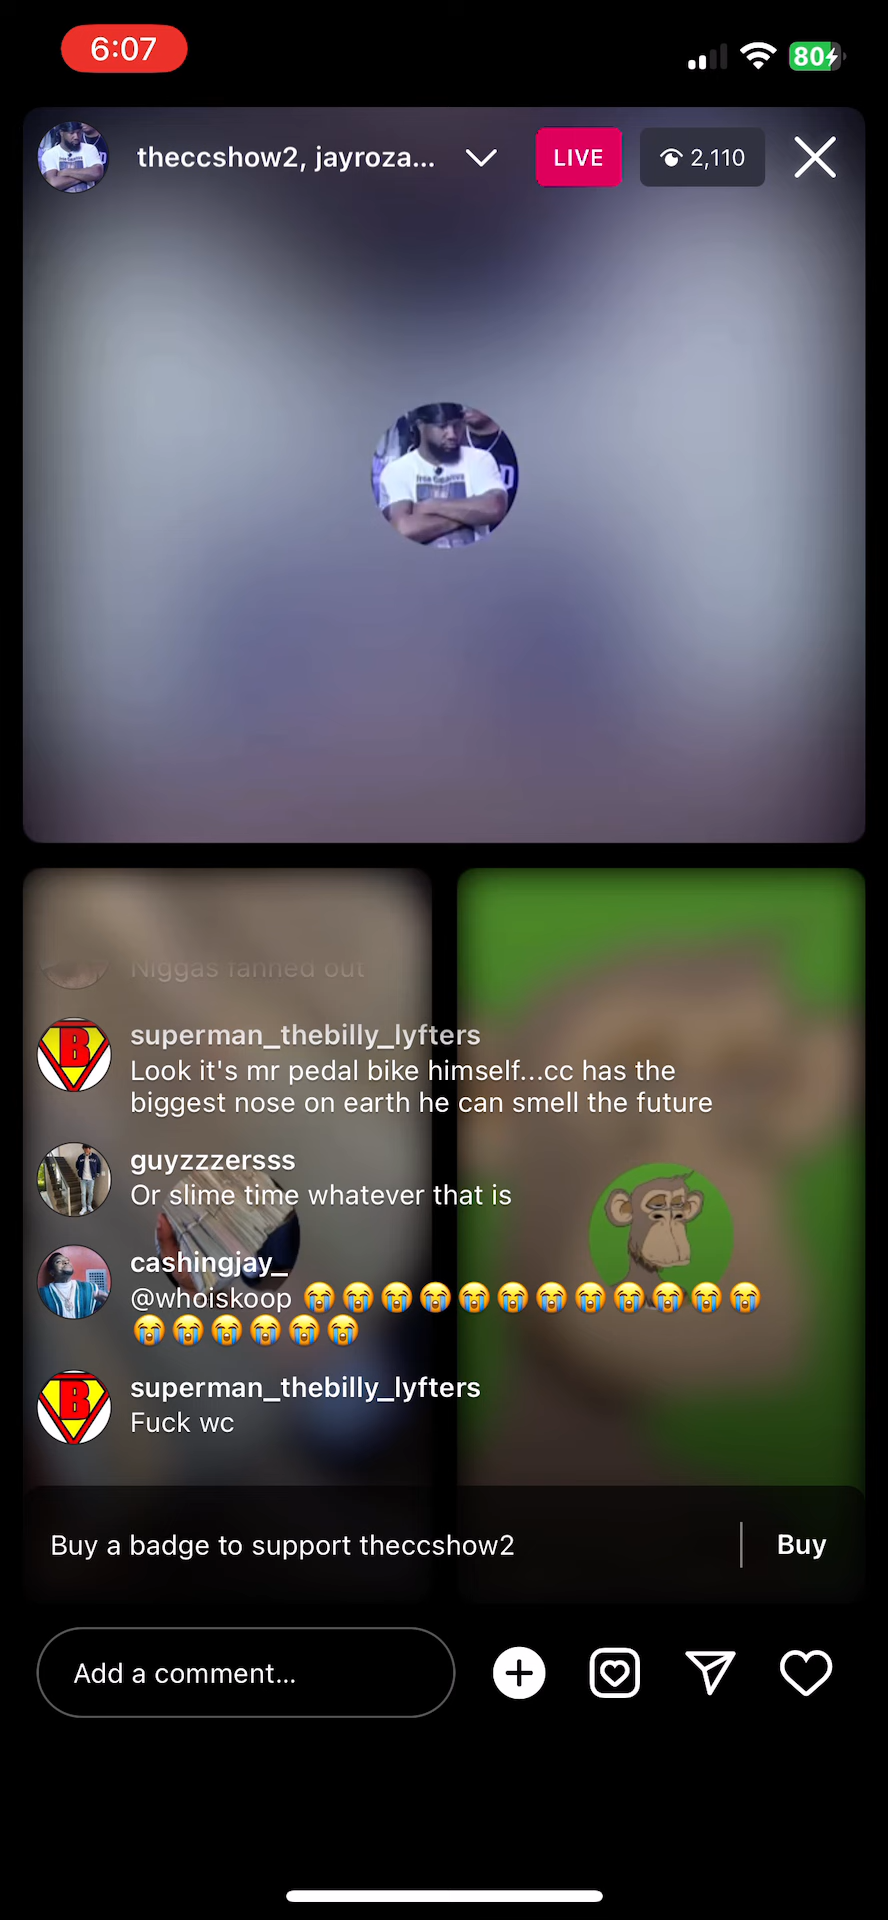 6:07
80
theccshow2, jayroza...
LIVE
2,110
Niggas fanned out
superman_thebilly_lyfters
Look it's mr pedal bike himself...cc has the
biggest nose on earth he can smell the future
guyzzzersss
Or slime time whatever that is
cashingjay_
@whoiskoop 😭😭😭😭😭😭😭😭😭😭😭😭
😭😭😭😭😭😭
superman_thebilly_lyfters
Fuck wc
Buy a badge to support theccshow2
Buy
Add a comment...